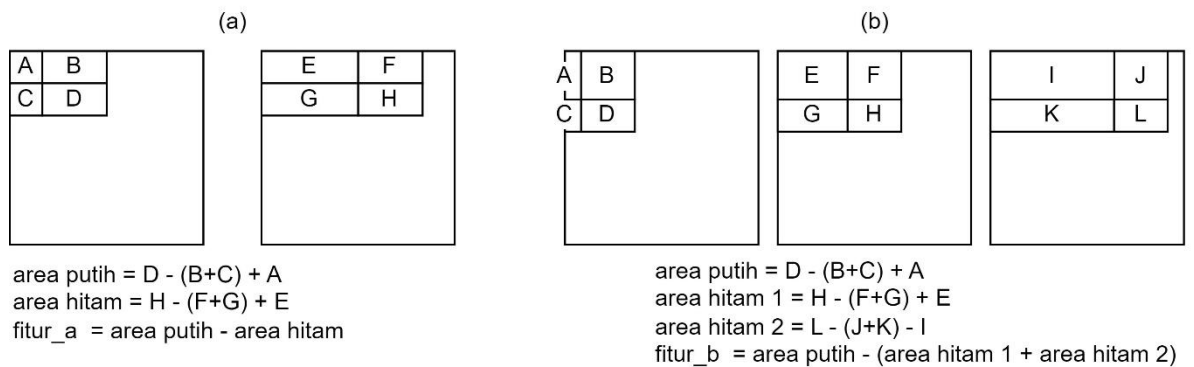 (a)
A B
C D
E F
G H
area putih = D - (B+C) + A
area hitam = H - (F+G) + E
fitur_a = area putih - area hitam
(b)
A B
C D
E F
G H
I J
K L
area putih = D - (B+C) + A
area hitam 1 = H - (F+G) + E
area hitam 2 = L - (J+K) - I
fitur_b = area putih - (area hitam 1 + area hitam 2)